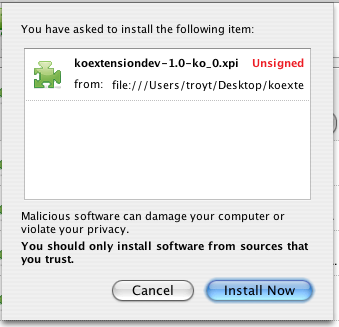 You have asked to install the following item:
koextensiondev-1.0-ko_0.xpi Unsigned
from: file:///Users/troyt/Desktop/koexte
Malicious software can damage your computer or
violate your privacy.
You should only install software from sources that
you trust.
Cancel Install Now